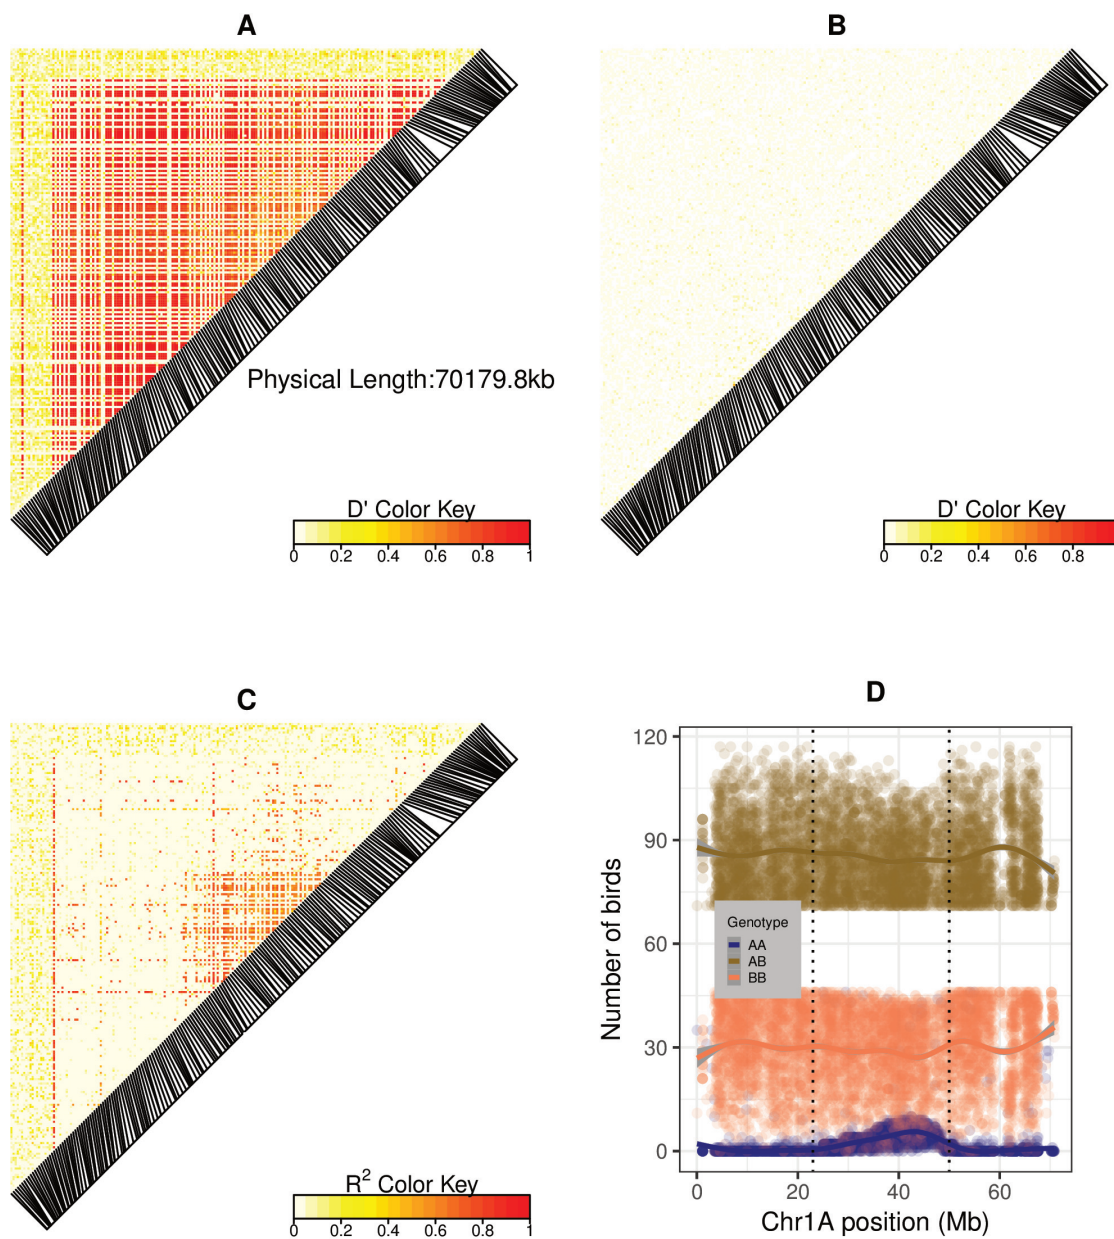 A
B
Physical Length:70179.8kb
D' Color Key
0 0.2 0.4 0.6 0.8 1
D' Color Key
0 0.2 0.4 0.6 0.8
C
R² Color Key
0 0.2 0.4 0.6 0.8 1
D
Number of birds
120
90
60
30
0
Genotype
AA
AB
BB
0 20 40 60
Chr1A position (Mb)